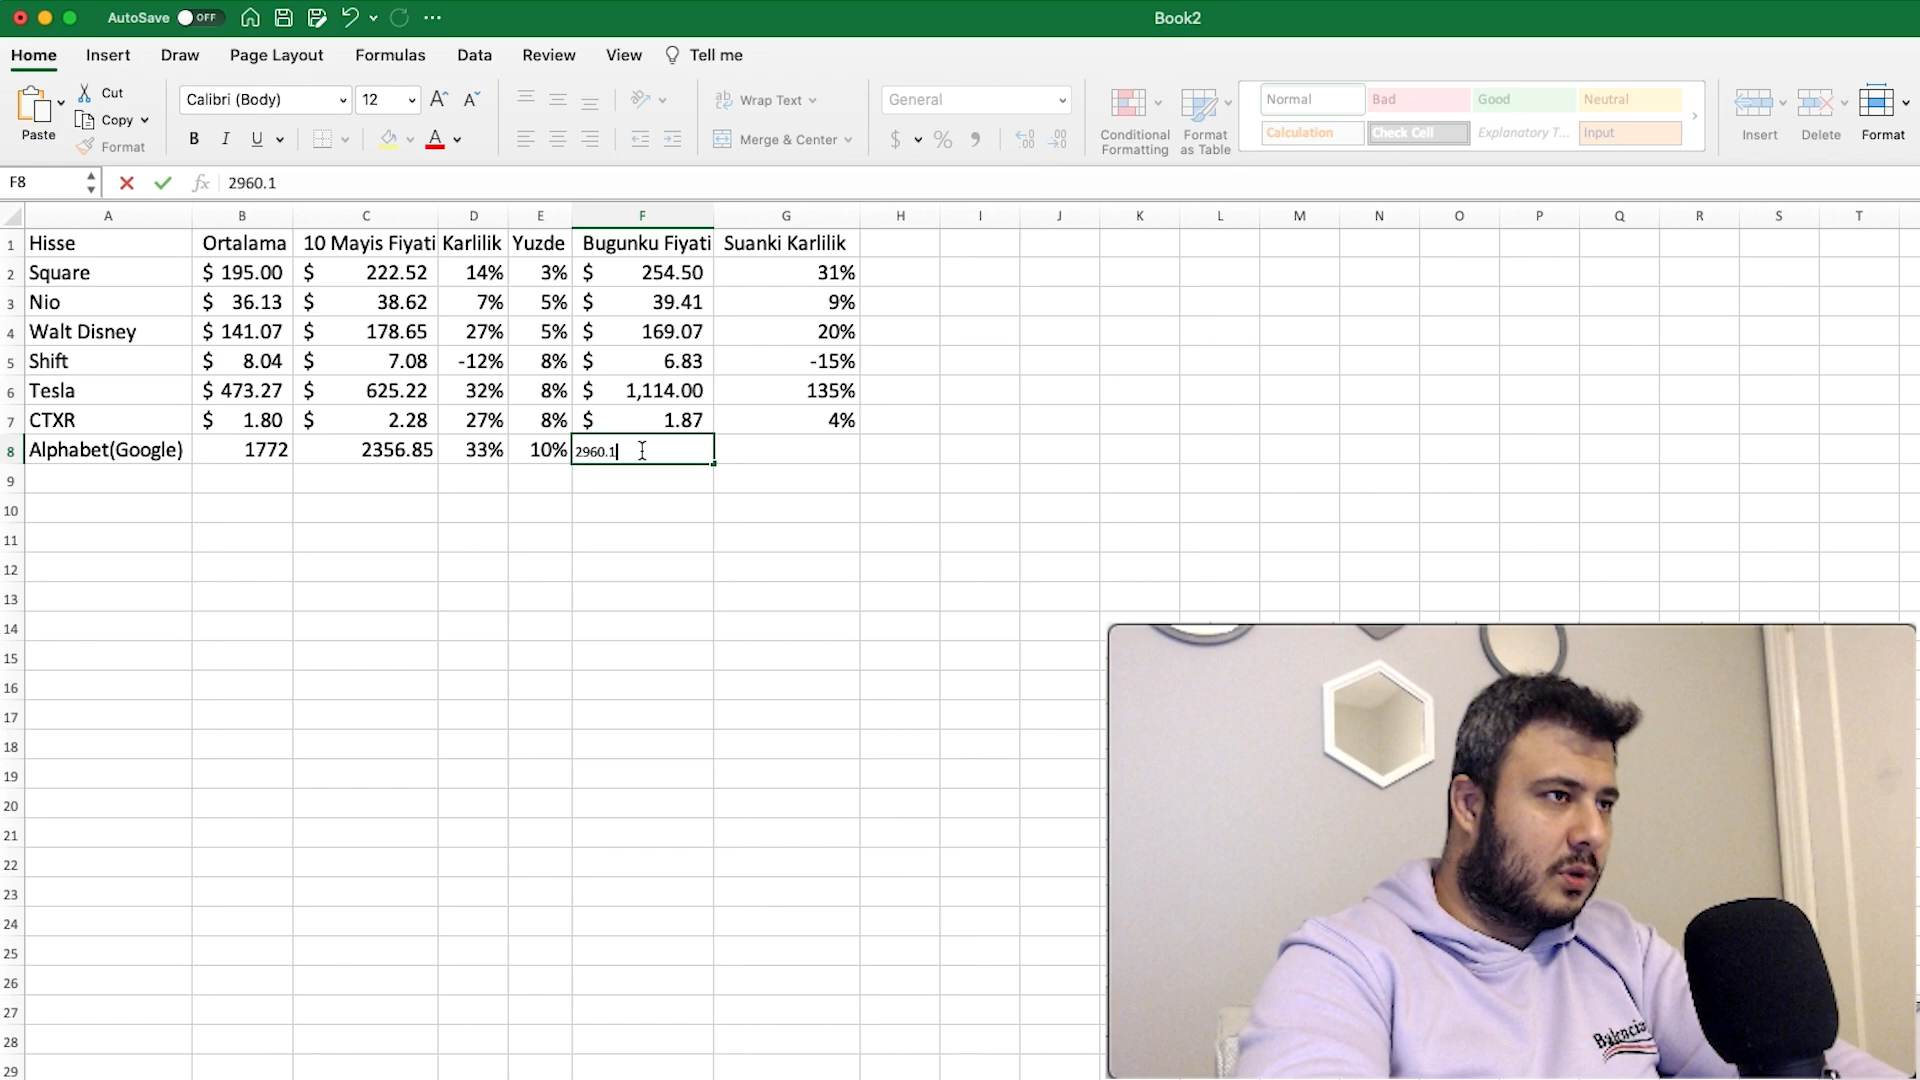 AutoSave OFF Book2
Home Insert Draw Page Layout Formulas Data Review View Tell me
Paste Cut Copy Format
Calibri (Body) 12 A A
B I U A
ab Wrap Text
Merge & Center
General
$ %
Conditional Formatting
Format as Table
Normal Bad Good Neutral
Calculation Check Cell Explanatory T... Input
Insert Delete Format
F8 fx 2960.1
A B C D E F G H I J K L M N O P Q R S T
1 Hisse Ortalama 10 Mayis Fiyati Karlilik Yuzde Bugunku Fiyati Suanki Karlilik
2 Square $ 195.00 $ 222.52 14% 3% $ 254.50 31%
3 Nio $ 36.13 $ 38.62 7% 5% $ 39.41 9%
4 Walt Disney $ 141.07 $ 178.65 27% 5% $ 169.07 20%
5 Shift $ 8.04 $ 7.08 -12% 8% $ 6.83 -15%
6 Tesla $ 473.27 $ 625.22 32% 8% $ 1,114.00 135%
7 CTXR $ 1.80 $ 2.28 27% 8% $ 1.87 4%
8 Alphabet(Google) 1772 2356.85 33% 10% 2960.1
9
10
11
12
13
14
15
16
17
18
19
20
21
22
23
24
25
26
27
28
29